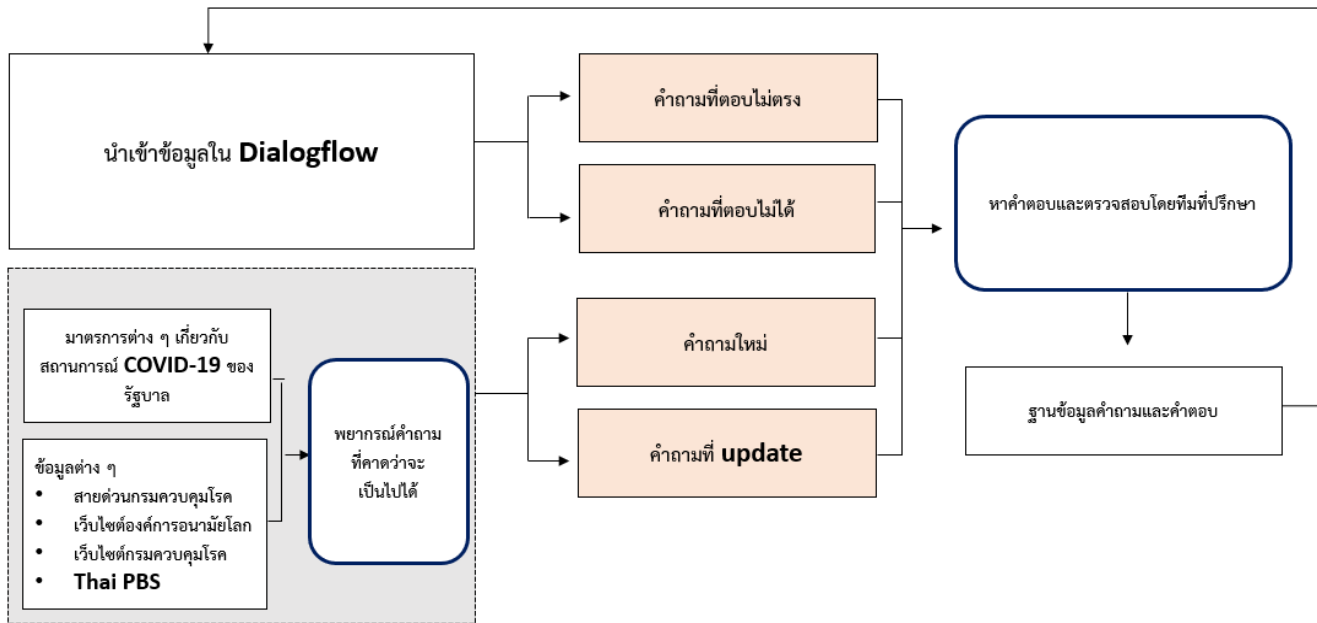 นำเข้าข้อมูลใน Dialogflow
คำถามที่ตอบไม่ตรง
คำถามที่ตอบไม่ได้
หาคำตอบและตรวจสอบโดยทีมที่ปรึกษา
มาตรการต่าง ๆ เกี่ยวกับ
สถานการณ์ COVID-19 ของ
รัฐบาล
ข้อมูลต่าง ๆ
• สายด่วนกรมควบคุมโรค
• เว็บไซต์องค์การอนามัยโลก
• เว็บไซต์กรมควบคุมโรค
• Thai PBS
พยากรณ์คำถาม
ที่คาดว่าจะ
เป็นไปได้
คำถามใหม่
คำถามที่ update
ฐานข้อมูลคำถามและคำตอบ